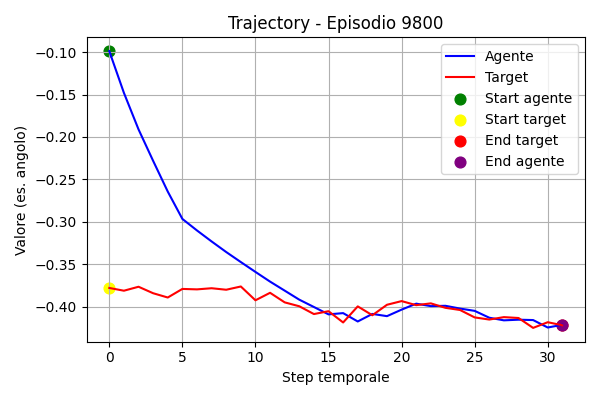 Trajectory - Episodio 9800
Agente
Target
Start agente
Start target
End target
End agente
Valore (es. angolo)
−0.10
−0.15
−0.20
−0.25
−0.30
−0.35
−0.40
0 5 10 15 20 25 30
Step temporale